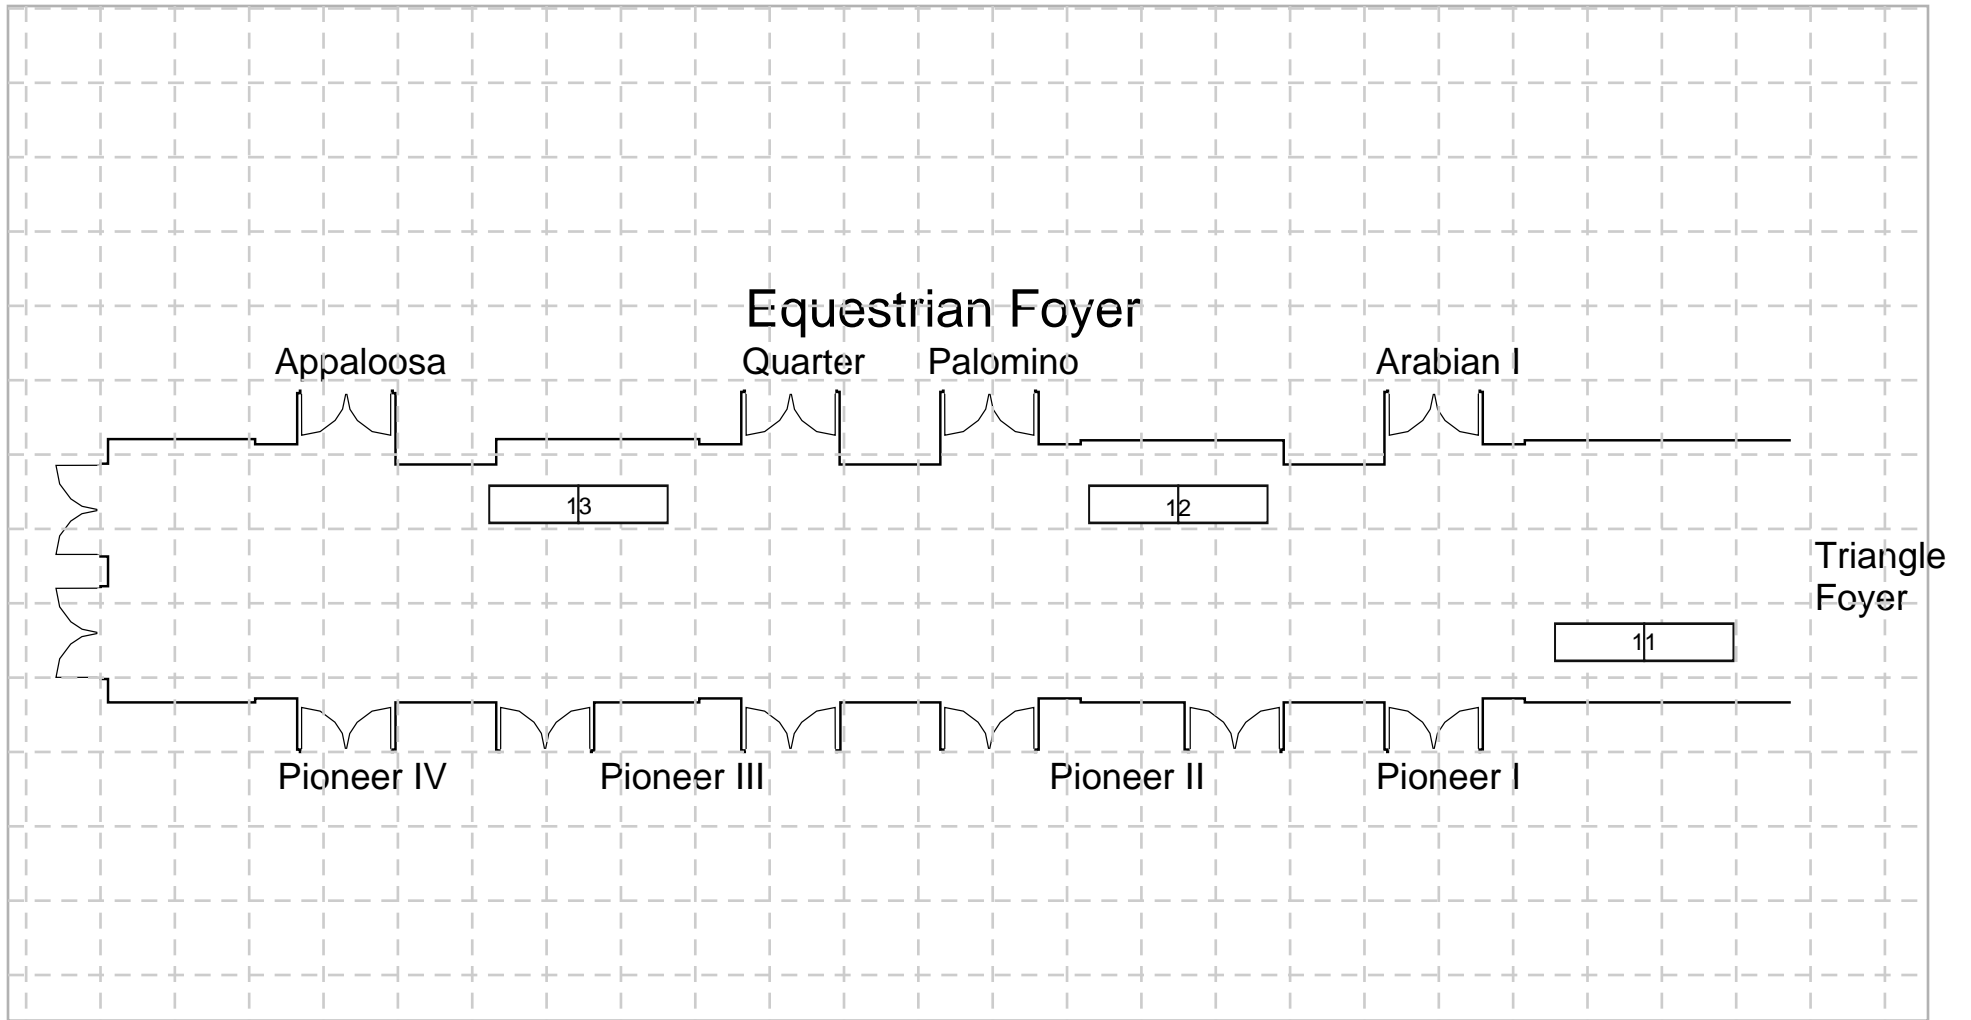 Equestrian Foyer
Appaloosa
Quarter
Palomino
Arabian I
13
12
Triangle
Foyer
11
Pioneer IV
Pioneer III
Pioneer II
Pioneer I